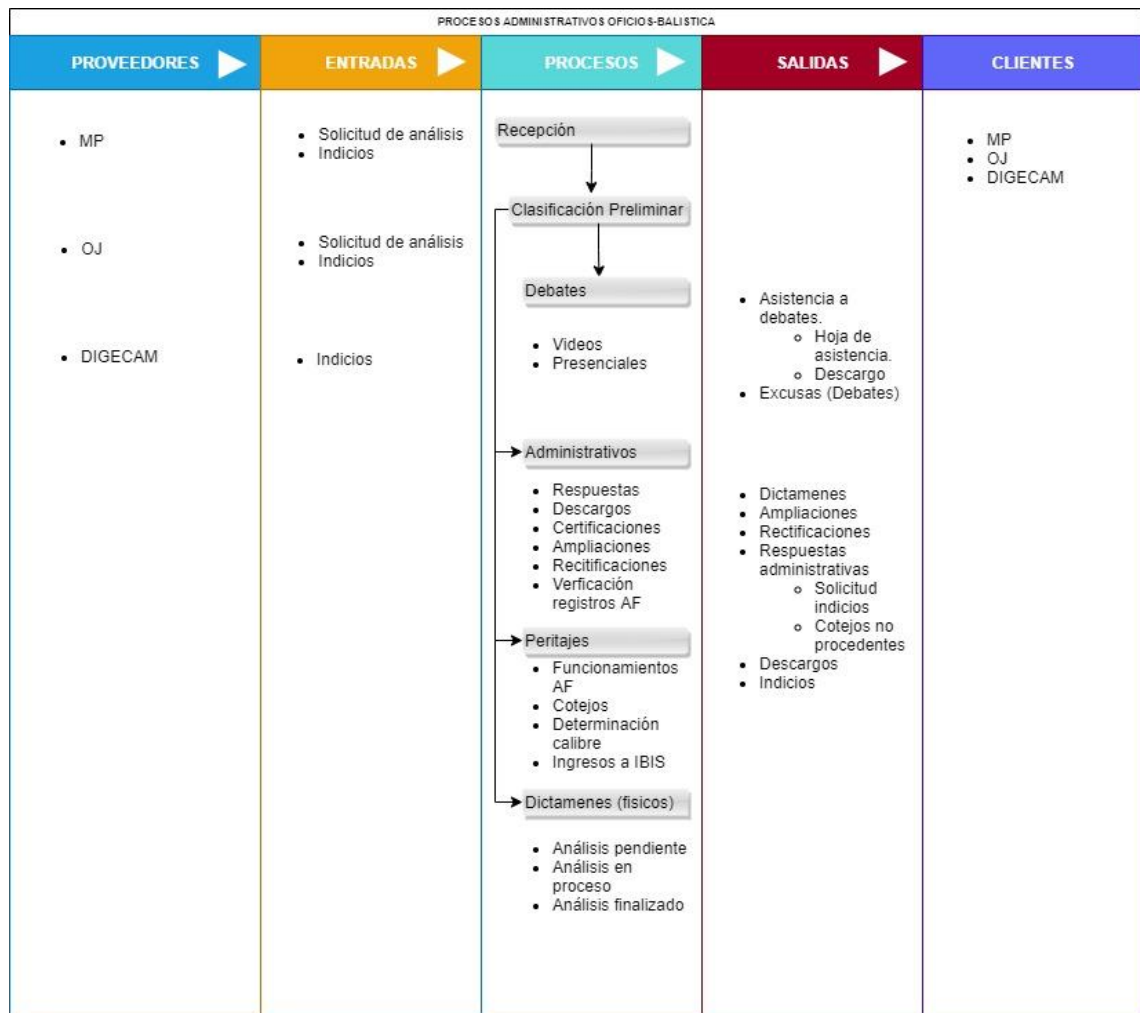 PROCESOS ADMINISTRATIVOS OFICIOS-BALISTICA
PROVEEDORES
ENTRADAS
PROCESOS
SALIDAS
CLIENTES
MP
OJ
DIGECAM
Solicitud de análisis
Indicios
Solicitud de análisis
Indicios
Indicios
Recepción
Clasificación Preliminar
Debates
Videos
Presenciales
Administrativos
Respuestas
Descargos
Certificaciones
Ampliaciones
Recitificaciones
Verficación
registros AF
Peritajes
Funcionamientos
AF
Cotejos
Determinación
calibre
Ingresos a IBIS
Dictamenes (fisicos)
Análisis pendiente
Análisis en
proceso
Análisis finalizado
Asistencia a
debates.
Hoja de
asistencia.
Descargo
Excusas (Debates)
Dictamenes
Ampliaciones
Rectificaciones
Respuestas
administrativas
Solicitud
indicios
Cotejos no
procedentes
Descargos
Indicios
MP
OJ
DIGECAM